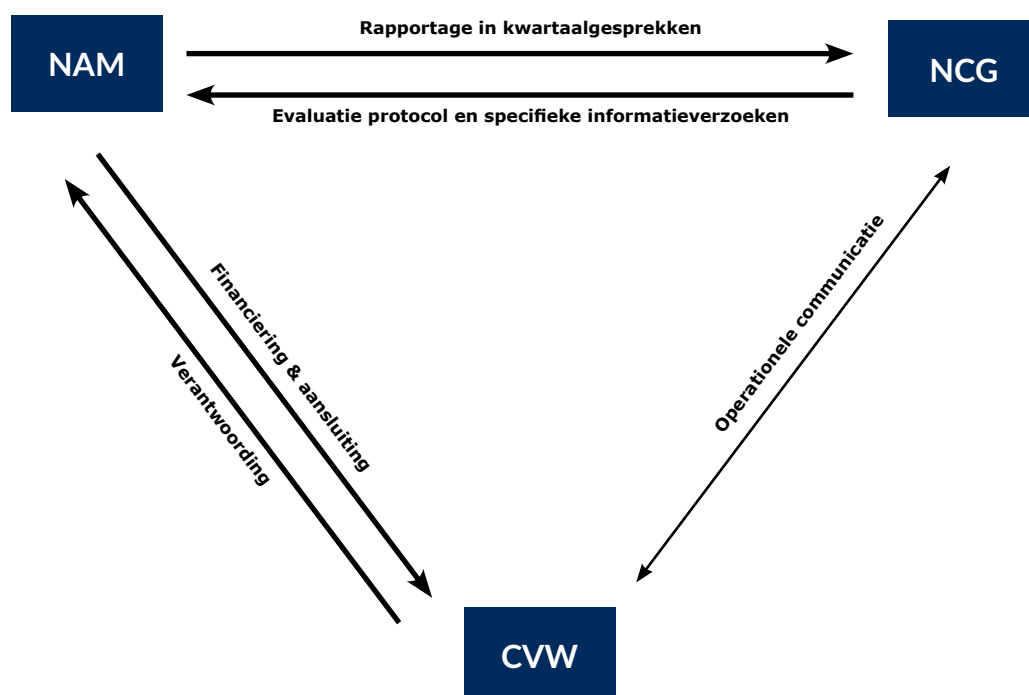 Rapportage in kwartaalgesprekken
NAM
NCG
Evaluatie protocol en specifieke informatieverzoeken
Financiering & aansluiting
Verantwoording
Operationele communicatie
CVW